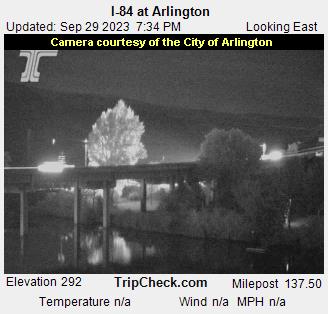 I-84 at Arlington
Updated: Sep 29 2023 7:34 PM Looking East
Camera courtesy of the City of Arlington
Elevation 292 TripCheck.com Milepost 137.50
Temperature n/a Wind n/a MPH n/a